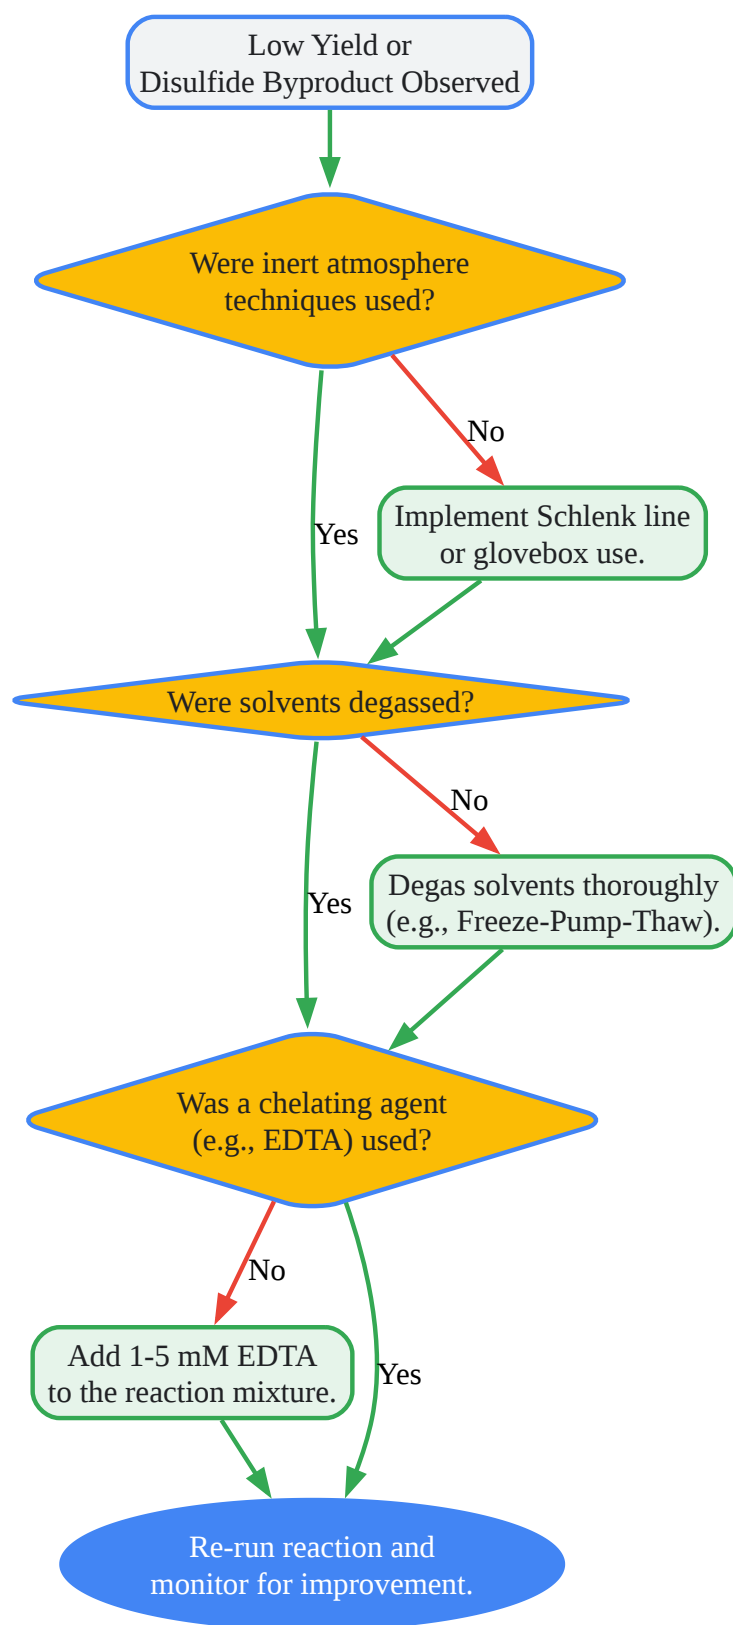 Low Yield or
Disulfide Byproduct Observed
Were inert atmosphere
techniques used?
No
Implement Schlenk line
or glovebox use.
Yes
Were solvents degassed?
No
Degas solvents thoroughly
(e.g., Freeze-Pump-Thaw).
Yes
Was a chelating agent
(e.g., EDTA) used?
No
Add 1-5 mM EDTA
to the reaction mixture.
Yes
Re-run reaction and
monitor for improvement.